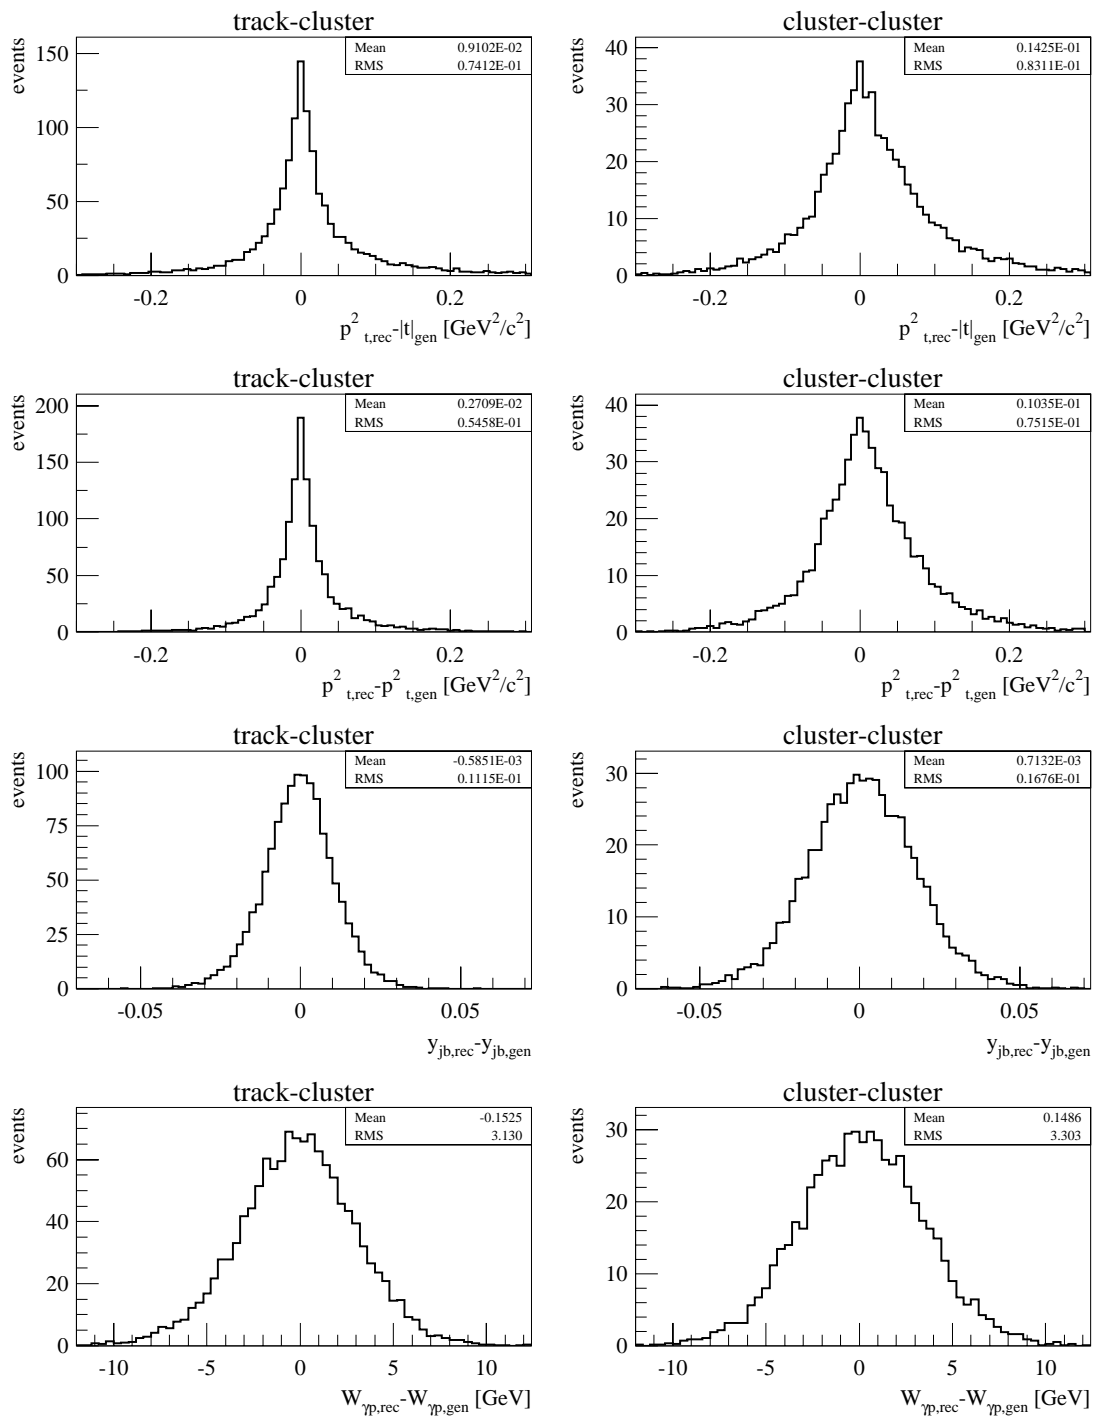 track-cluster
events
Mean 0.9102E-02
RMS 0.7412E-01
150
100
50
0
-0.2 0 0.2
p² t,rec-|t|gen [GeV²/c²]
cluster-cluster
events
Mean 0.1425E-01
RMS 0.8311E-01
40
30
20
10
0
-0.2 0 0.2
p² t,rec-|t|gen [GeV²/c²]
track-cluster
events
Mean 0.2709E-02
RMS 0.5458E-01
200
150
100
50
0
-0.2 0 0.2
p² t,rec-p² t,gen [GeV²/c²]
cluster-cluster
events
Mean 0.1035E-01
RMS 0.7515E-01
40
30
20
10
0
-0.2 0 0.2
p² t,rec-p² t,gen [GeV²/c²]
track-cluster
events
Mean -0.5851E-03
RMS 0.1115E-01
100
75
50
25
0
-0.05 0 0.05
yjb,rec-yjb,gen
cluster-cluster
events
Mean 0.7132E-03
RMS 0.1676E-01
30
20
10
0
-0.05 0 0.05
yjb,rec-yjb,gen
track-cluster
events
Mean -0.1525
RMS 3.130
60
40
20
0
-10 -5 0 5 10
Wγp,rec-Wγp,gen [GeV]
cluster-cluster
events
Mean 0.1486
RMS 3.303
30
20
10
0
-10 -5 0 5 10
Wγp,rec-Wγp,gen [GeV]